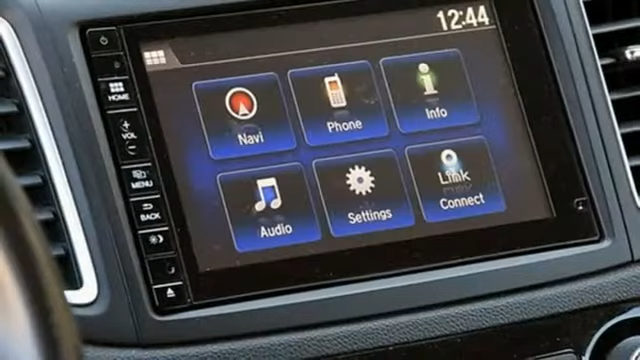 12:44
HOME
+
VOL
-
MENU
BACK
Navi
Phone
Info
Audio
Settings
Link
Connect